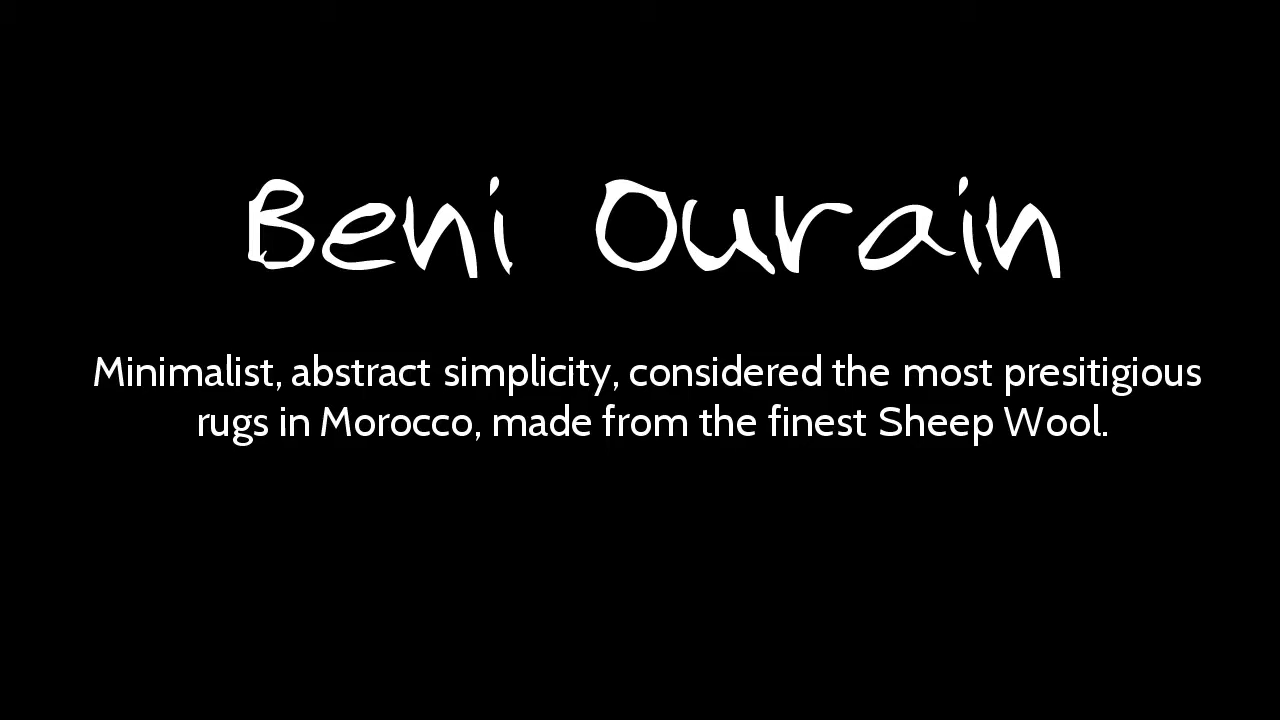 Beni Ourain
Minimalist, abstract simplicity, considered the most presitigious
rugs in Morocco, made from the finest Sheep Wool.